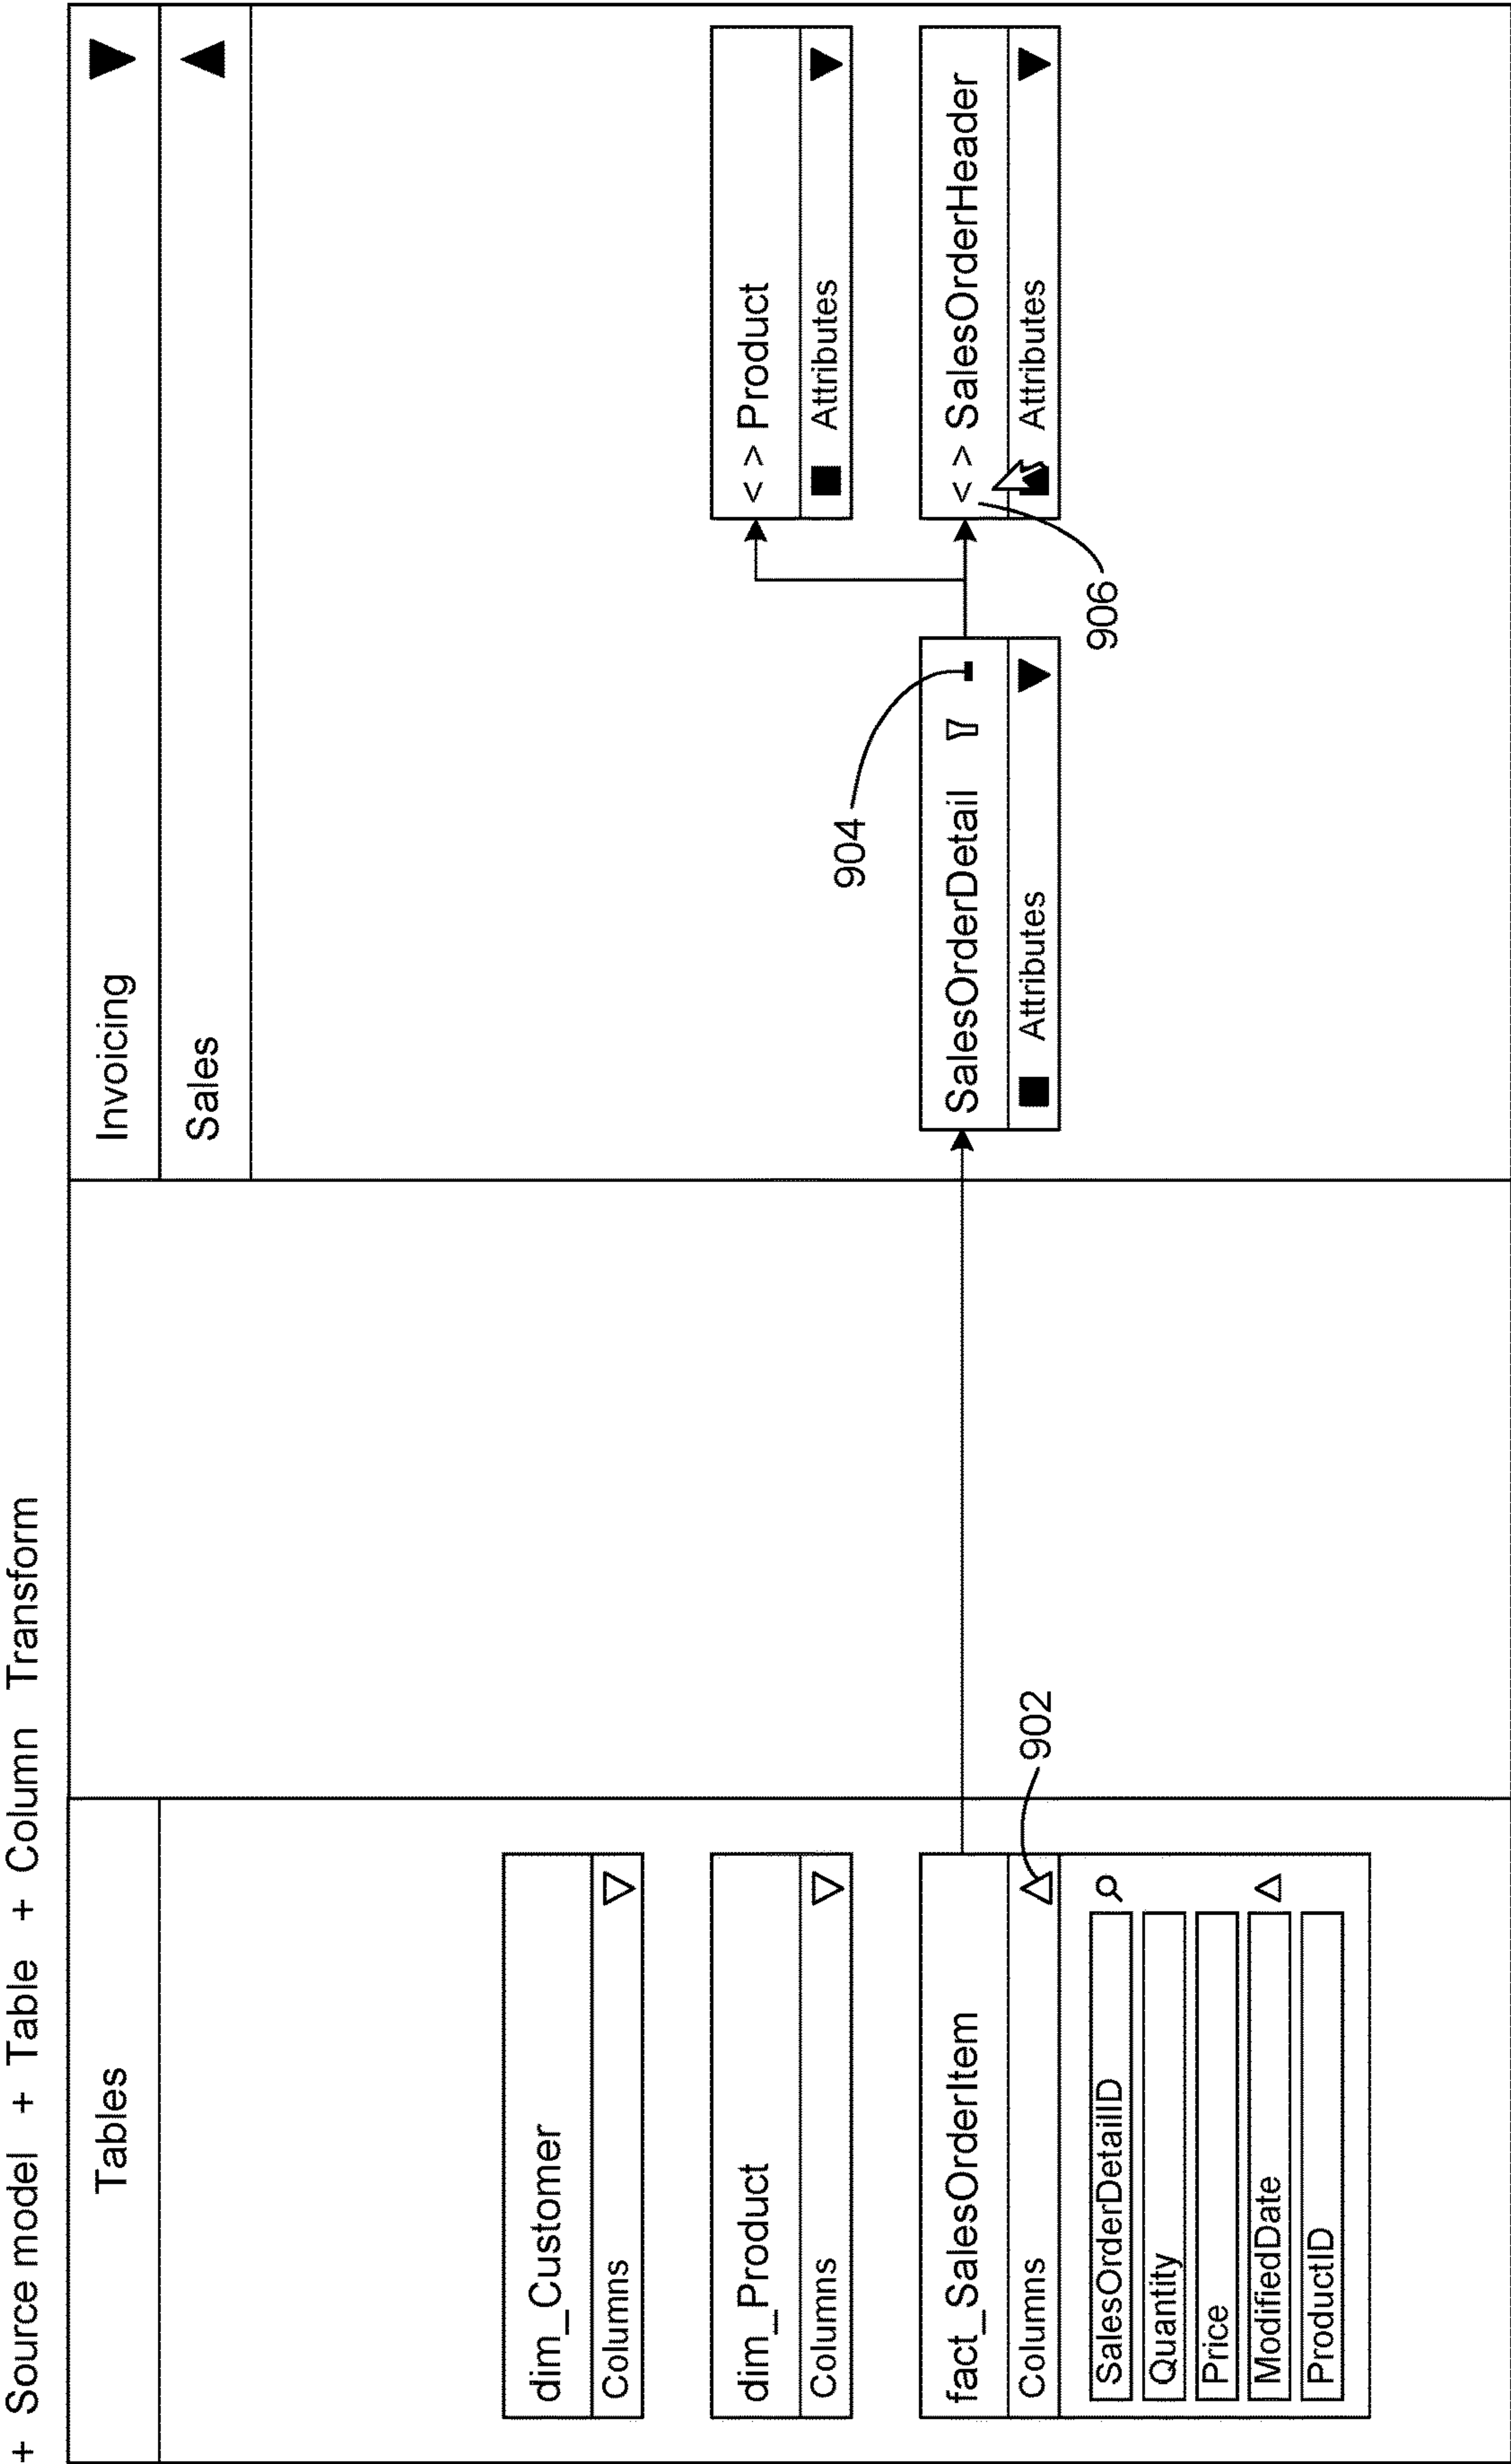 + Source model + Table + Column Transform
Tables
Invoicing
Sales
dim_Customer
Columns
dim_Product
Columns
< > Product
Attributes
904
fact_SalesOrderItem
Columns
902
SalesOrderDetailID
Quantity
Price
ModifiedDate
ProductID
SalesOrderDetail
Attributes
< > SalesOrderHeader
Attributes
906